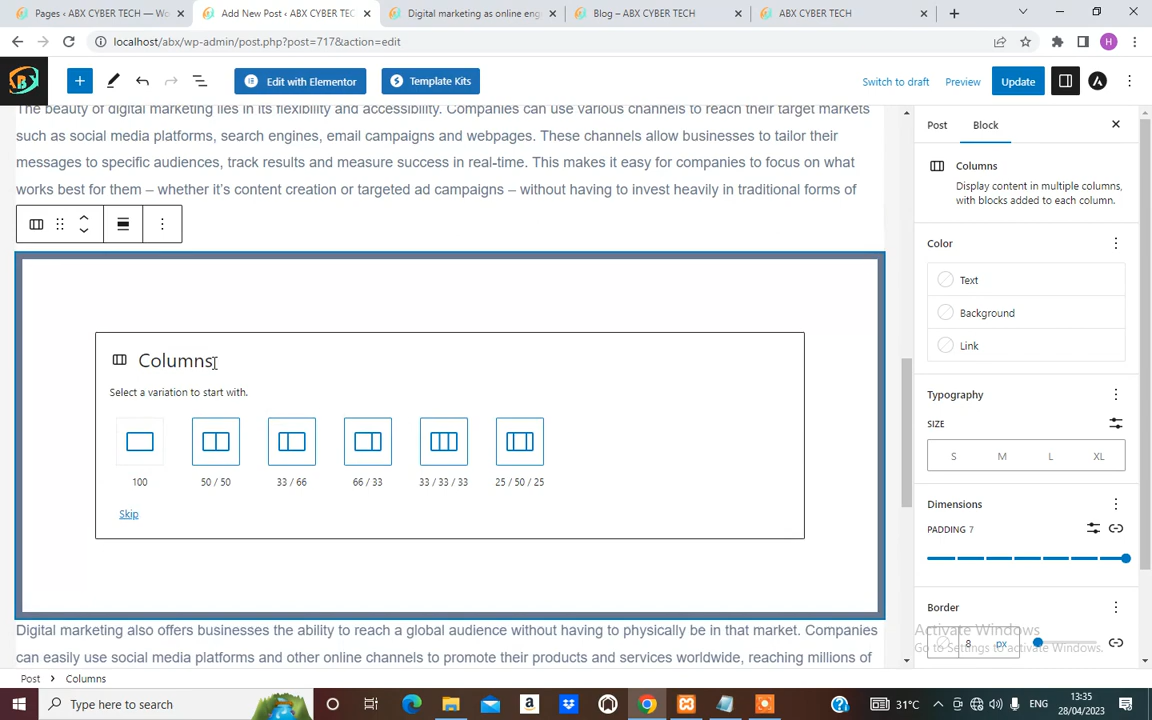 Pages ‹ ABX CYBER TECH — Wo
Add New Post ‹ ABX CYBER TEC
Digital marketing as online eng
Blog – ABX CYBER TECH
ABX CYBER TECH
localhost/abx/wp-admin/post.php?post=717&action=edit
H
Edit with Elementor
Template Kits
Switch to draft
Preview
Update
The beauty of digital marketing lies in its flexibility and accessibility. Companies can use various channels to reach their target markets
such as social media platforms, search engines, email campaigns and webpages. These channels allow businesses to tailor their
messages to specific audiences, track results and measure success in real-time. This makes it easy for companies to focus on what
works best for them – whether it's content creation or targeted ad campaigns – without having to invest heavily in traditional forms of
Columns
Select a variation to start with.
100
50 / 50
33 / 66
66 / 33
33 / 33 / 33
25 / 50 / 25
Skip
Digital marketing also offers businesses the ability to reach a global audience without having to physically be in that market. Companies
can easily use social media platforms and other online channels to promote their products and services worldwide, reaching millions of
Post
Block
Columns
Display content in multiple columns,
with blocks added to each column.
Color
Text
Background
Link
Typography
SIZE
S
M
L
XL
Dimensions
PADDING 7
Border
8
px
Activate Windows
Go to Settings to activate Windows.
Post
Columns
Type here to search
31°C
ENG
13:35
28/04/2023